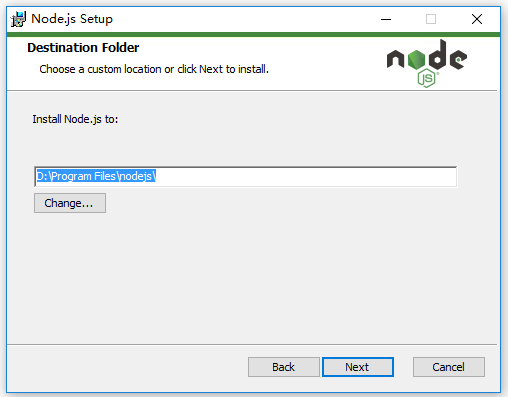 Node.js Setup
Destination Folder
Choose a custom location or click Next to install.
node
JS
Install Node.js to:
D:\Program Files\nodejs\
Change...
Back
Next
Cancel